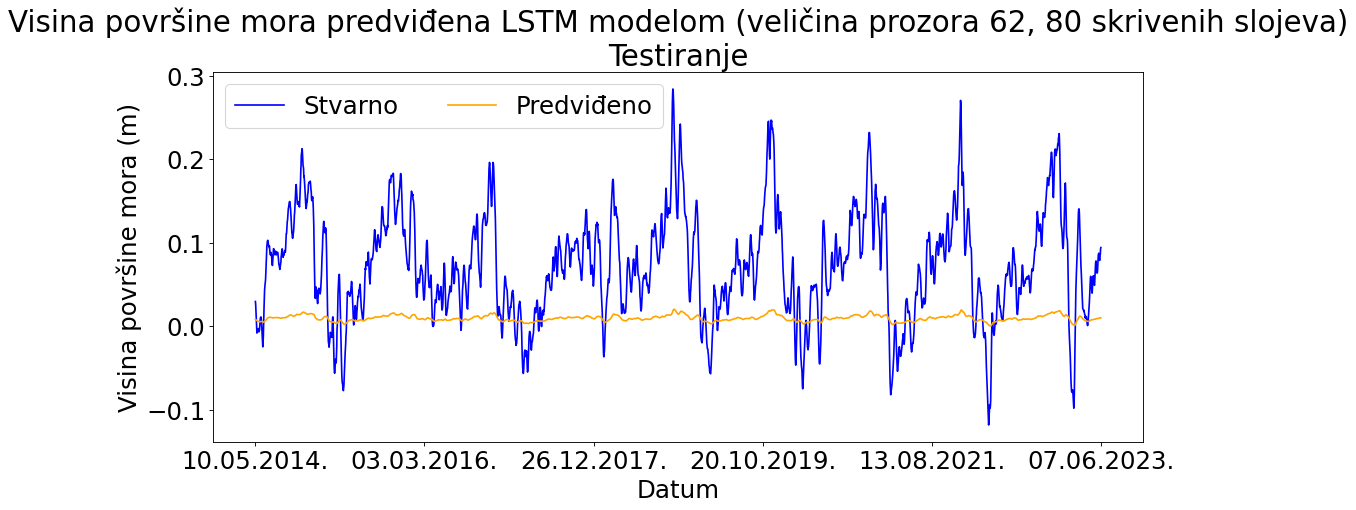 Visina površine mora predviđena LSTM modelom (veličina prozora 62, 80 skrivenih slojeva)
Testiranje
Stvarno Predviđeno
Visina površine mora (m)
0.3
0.2
0.1
0.0
−0.1
10.05.2014. 03.03.2016. 26.12.2017. 20.10.2019. 13.08.2021. 07.06.2023.
Datum